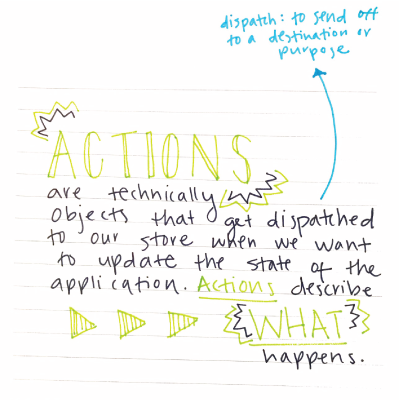 dispatch: to send off
to a destination or
purpose
ACTIONS
are technically
objects that get dispatched
to our store when we want
to update the state of the
application. Actions describe
WHAT
happens.